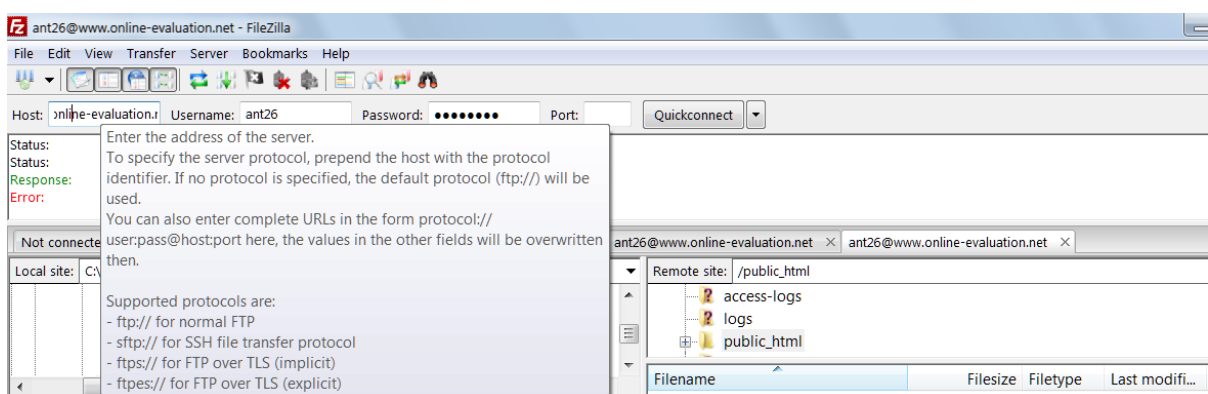 ant26@www.online-evaluation.net - FileZilla
File Edit View Transfer Server Bookmarks Help
Host: online-evaluation.r Username: ant26 Password: ●●●●●●●● Port: Quickconnect
Status:
Status:
Response:
Error:
Enter the address of the server.
To specify the server protocol, prepend the host with the protocol
identifier. If no protocol is specified, the default protocol (ftp://) will be
used.
You can also enter complete URLs in the form protocol://
user:pass@host:port here, the values in the other fields will be overwritten
then.
Supported protocols are:
- ftp:// for normal FTP
- sftp:// for SSH file transfer protocol
- ftps:// for FTP over TLS (implicit)
- ftpes:// for FTP over TLS (explicit)
Not connecte
ant26@www.online-evaluation.net × ant26@www.online-evaluation.net ×
Local site: C:\
Remote site: /public_html
access-logs
logs
public_html
Filename Filesize Filetype Last modifi...